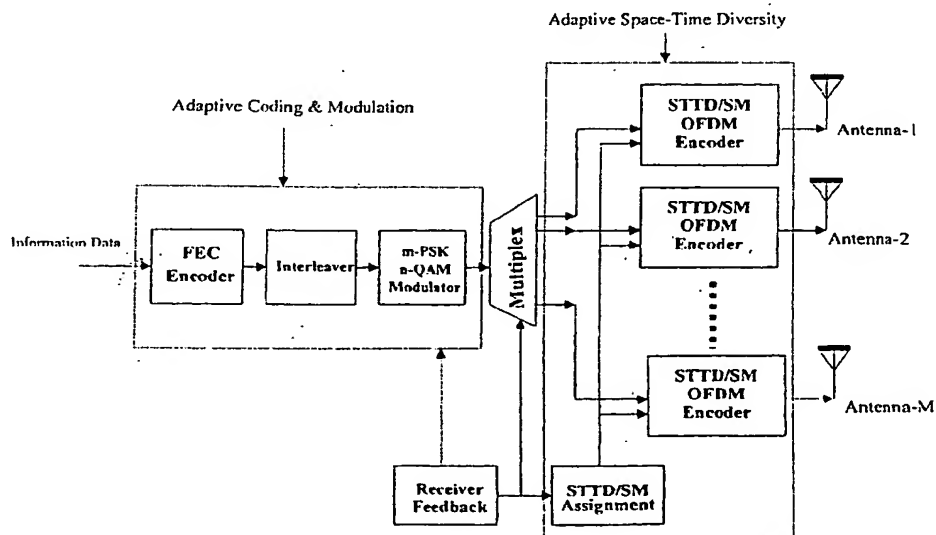 Adaptive Space-Time Diversity
Adaptive Coding & Modulation
Information Data
FEC
Encoder
Interleaver
m-PSK
n-QAM
Modulator
Multiplex
STTD/SM
OFDM
Encoder
Antenna-1
STTD/SM
OFDM
Encoder
Antenna-2
STTD/SM
OFDM
Encoder
Antenna-M
Receiver
Feedback
STTD/SM
Assignment